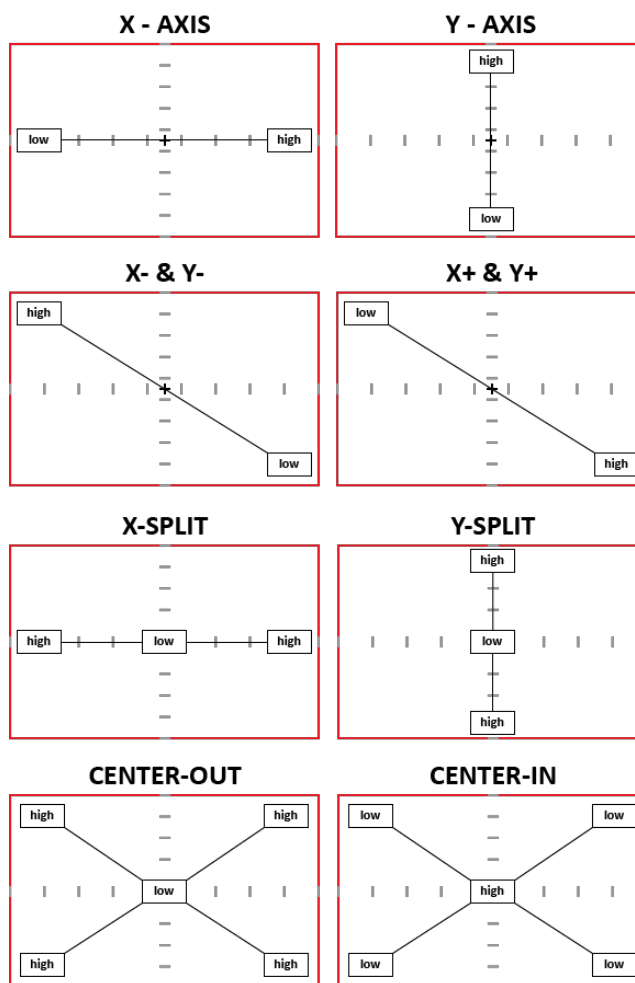 X - AXIS
Y - AXIS
low
high
high
low
X- & Y-
X+ & Y+
high
low
low
high
X-SPLIT
Y-SPLIT
high
low
high
high
low
high
CENTER-OUT
CENTER-IN
high
high
low
high
high
low
low
high
low
low